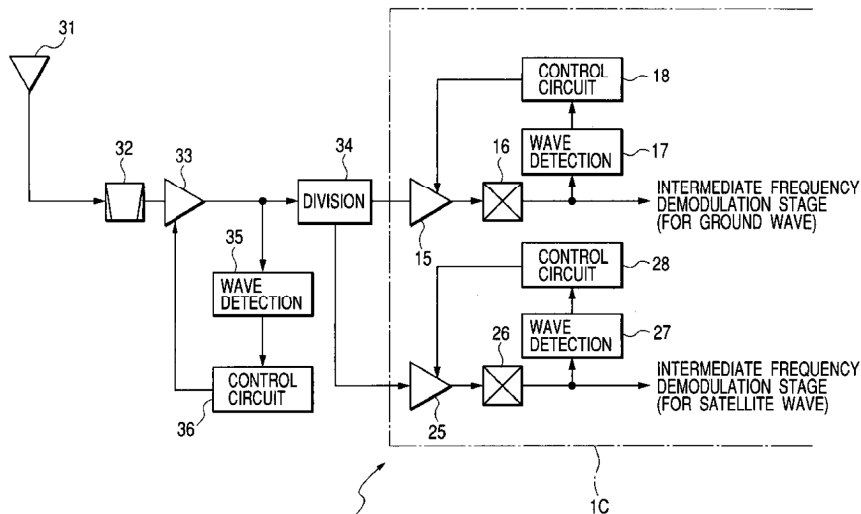 31
32
33
34
DIVISION
35
WAVE
DETECTION
CONTROL
CIRCUIT
36
CONTROL
CIRCUIT
18
16
WAVE
DETECTION
17
15
INTERMEDIATE FREQUENCY
DEMODULATION STAGE
(FOR GROUND WAVE)
CONTROL
CIRCUIT
28
26
WAVE
DETECTION
27
25
INTERMEDIATE FREQUENCY
DEMODULATION STAGE
(FOR SATELLITE WAVE)
1C